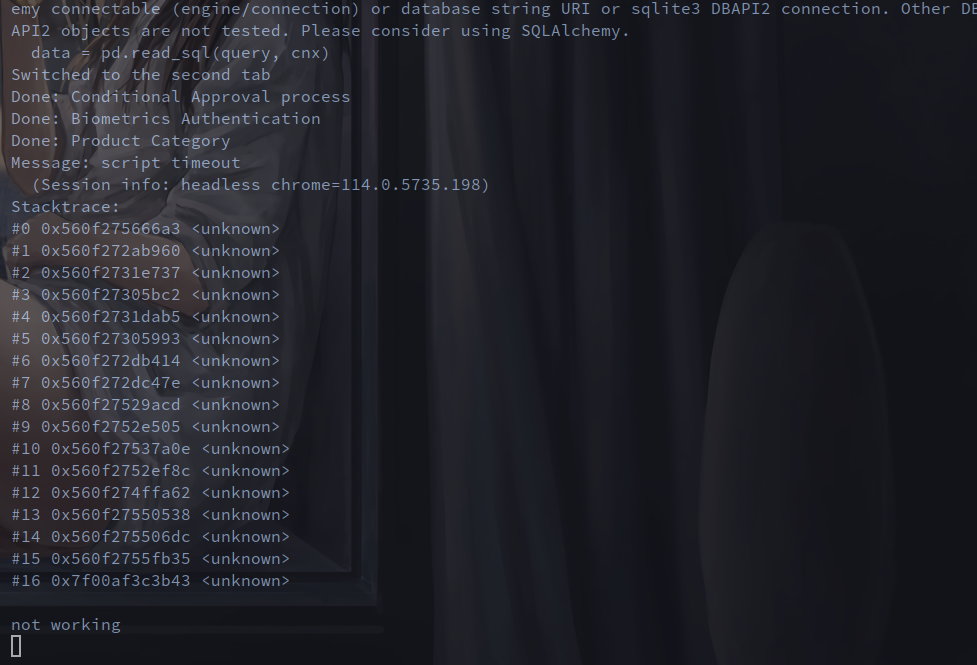 emy connectable (engine/connection) or database string URI or sqlite3 DBAPI2 connection. Other DB
API2 objects are not tested. Please consider using SQLAlchemy.
  data = pd.read_sql(query, cnx)
Switched to the second tab
Done: Conditional Approval process
Done: Biometrics Authentication
Done: Product Category
Message: script timeout
  (Session info: headless chrome=114.0.5735.198)
Stacktrace:
#0 0x560f275666a3 <unknown>
#1 0x560f272ab960 <unknown>
#2 0x560f2731e737 <unknown>
#3 0x560f27305bc2 <unknown>
#4 0x560f2731dab5 <unknown>
#5 0x560f27305993 <unknown>
#6 0x560f272db414 <unknown>
#7 0x560f272dc47e <unknown>
#8 0x560f27529acd <unknown>
#9 0x560f2752e505 <unknown>
#10 0x560f27537a0e <unknown>
#11 0x560f2752ef8c <unknown>
#12 0x560f274ffa62 <unknown>
#13 0x560f27550538 <unknown>
#14 0x560f275506dc <unknown>
#15 0x560f2755fb35 <unknown>
#16 0x7f00af3c3b43 <unknown>
not working